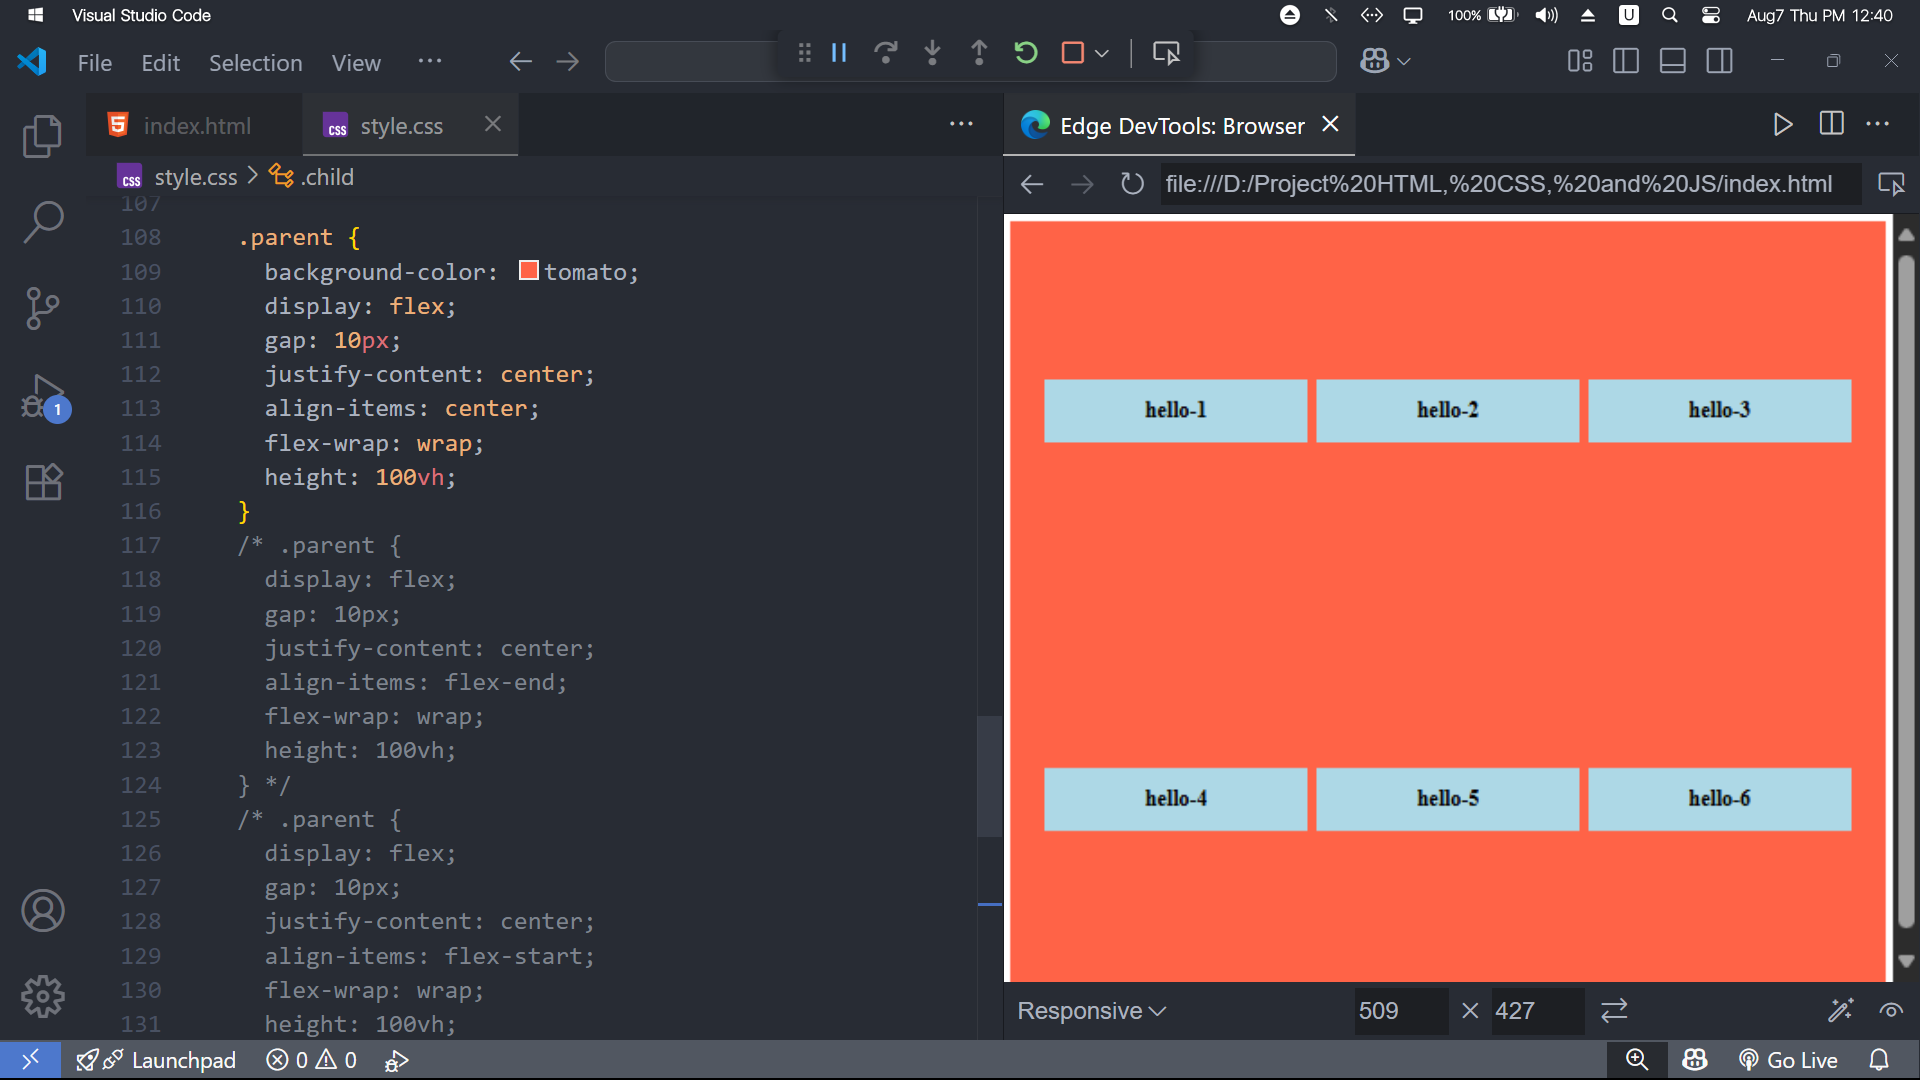 Visual Studio Code
100%
U
Aug7 Thu PM 12:40
File Edit Selection View ...
index.html
style.css
Edge DevTools: Browser
style.css > .child
file:///D:/Project%20HTML,%20CSS,%20and%20JS/index.html
107
108 .parent {
109 background-color: tomato;
110 display: flex;
111 gap: 10px;
112 justify-content: center;
113 align-items: center;
114 flex-wrap: wrap;
115 height: 100vh;
116 }
117 /* .parent {
118 display: flex;
119 gap: 10px;
120 justify-content: center;
121 align-items: flex-end;
122 flex-wrap: wrap;
123 height: 100vh;
124 } */
125 /* .parent {
126 display: flex;
127 gap: 10px;
128 justify-content: center;
129 align-items: flex-start;
130 flex-wrap: wrap;
131 height: 100vh;
1
hello-1 hello-2 hello-3
hello-4 hello-5 hello-6
Responsive 509 × 427
Launchpad 0 0
Go Live